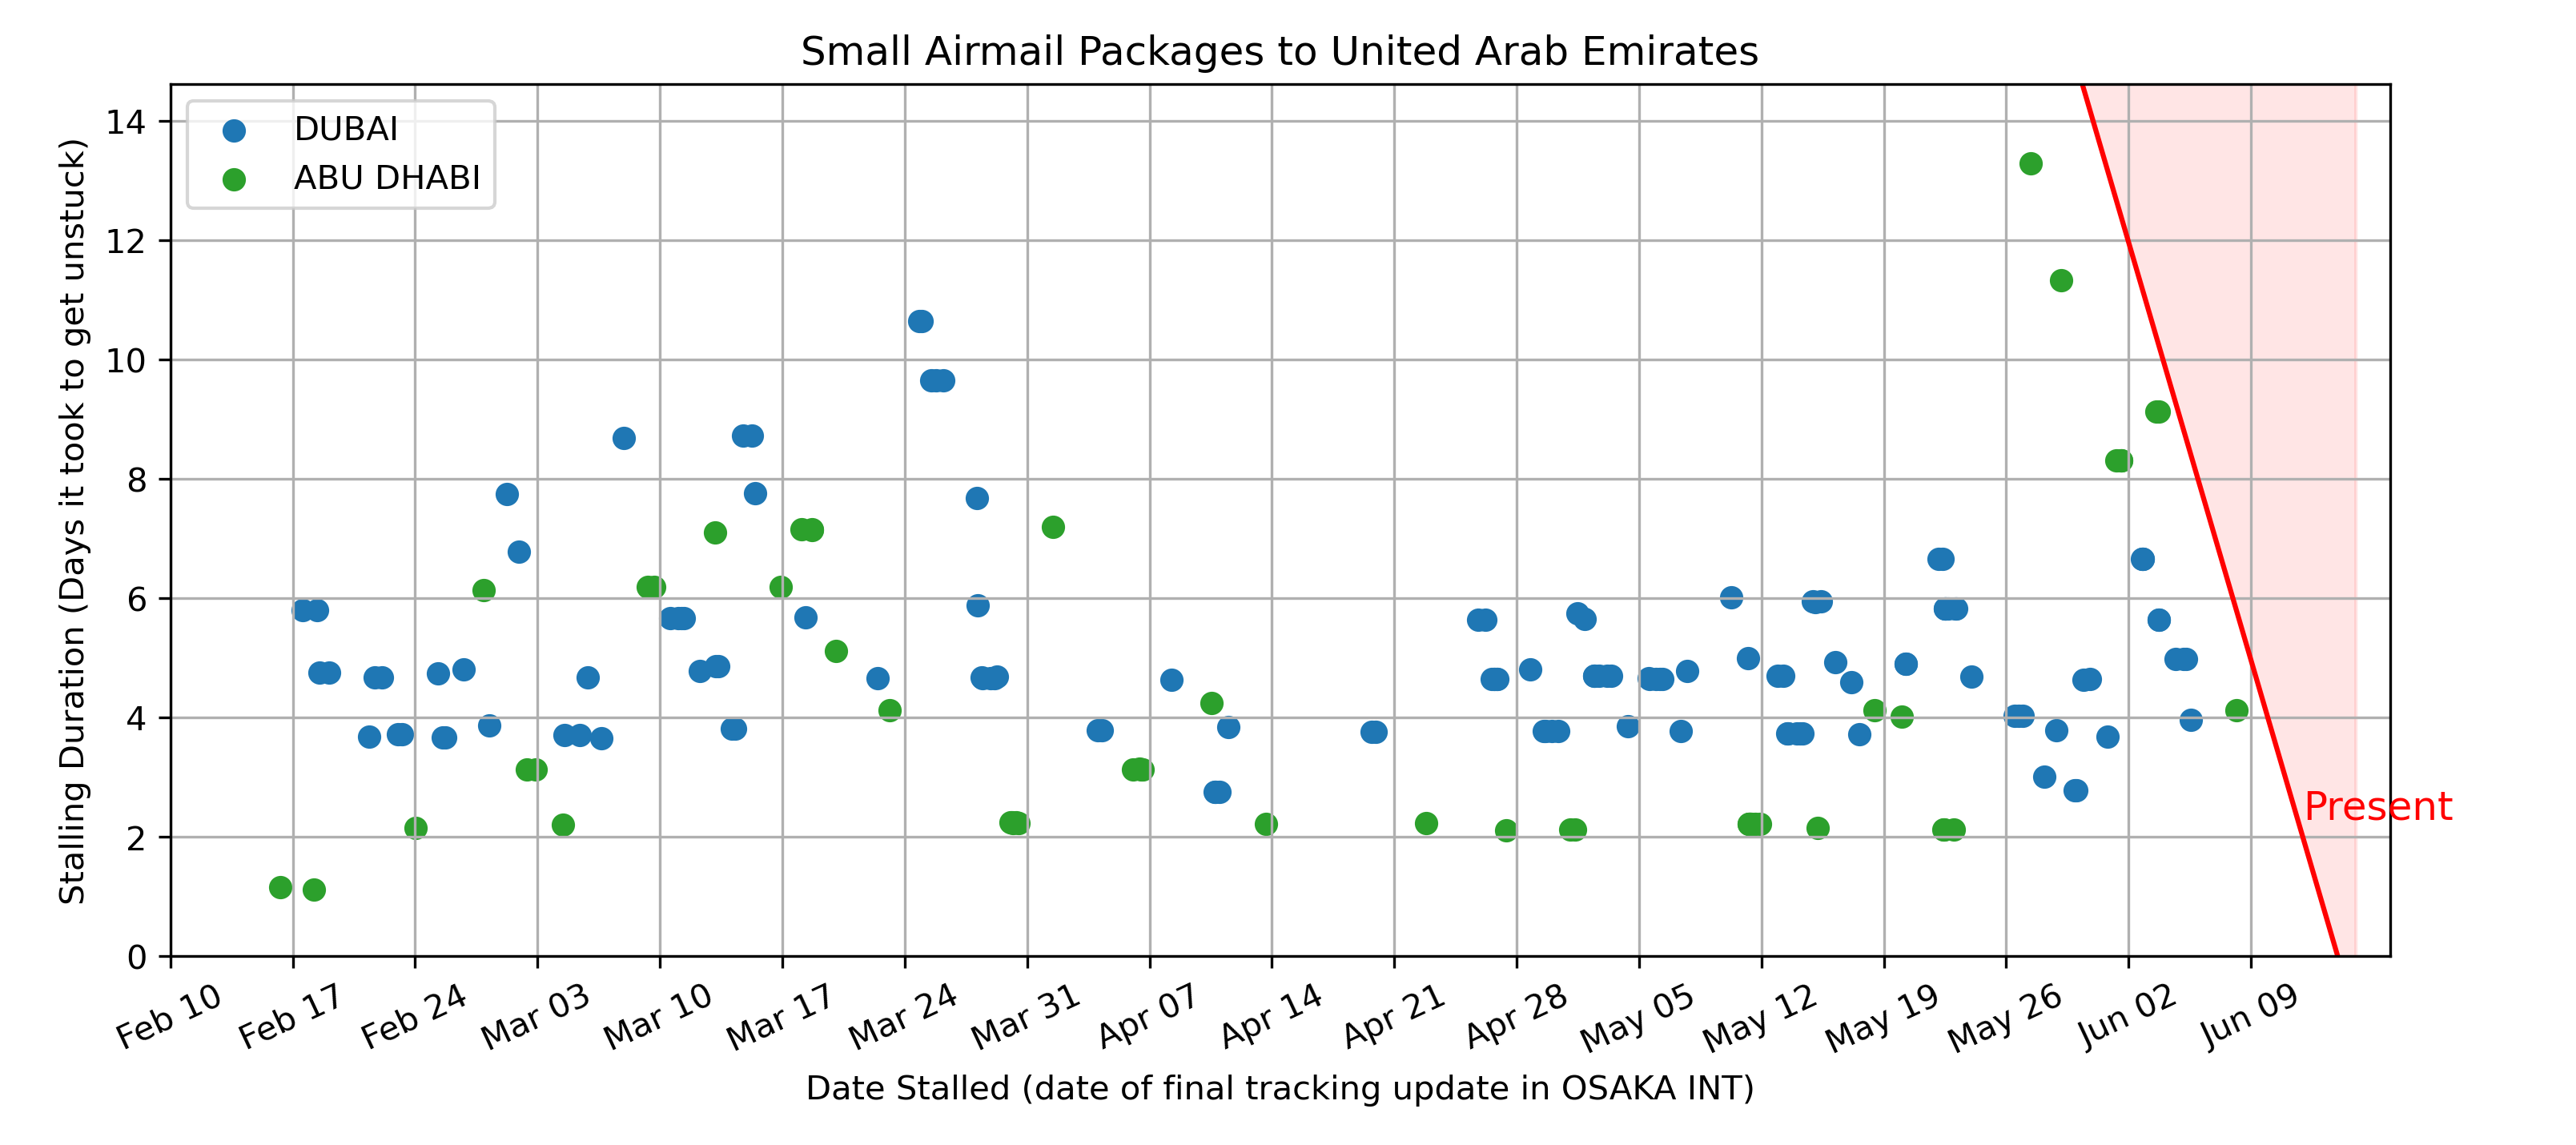 Small Airmail Packages to United Arab Emirates
DUBAI
ABU DHABI
Stalling Duration (Days it took to get unstuck)
14
12
10
8
6
4
2
0
Present
Feb 10 Feb 17 Feb 24 Mar 03 Mar 10 Mar 17 Mar 24 Mar 31 Apr 07 Apr 14 Apr 21 Apr 28 May 05 May 12 May 19 May 26 Jun 02 Jun 09
Date Stalled (date of final tracking update in OSAKA INT)